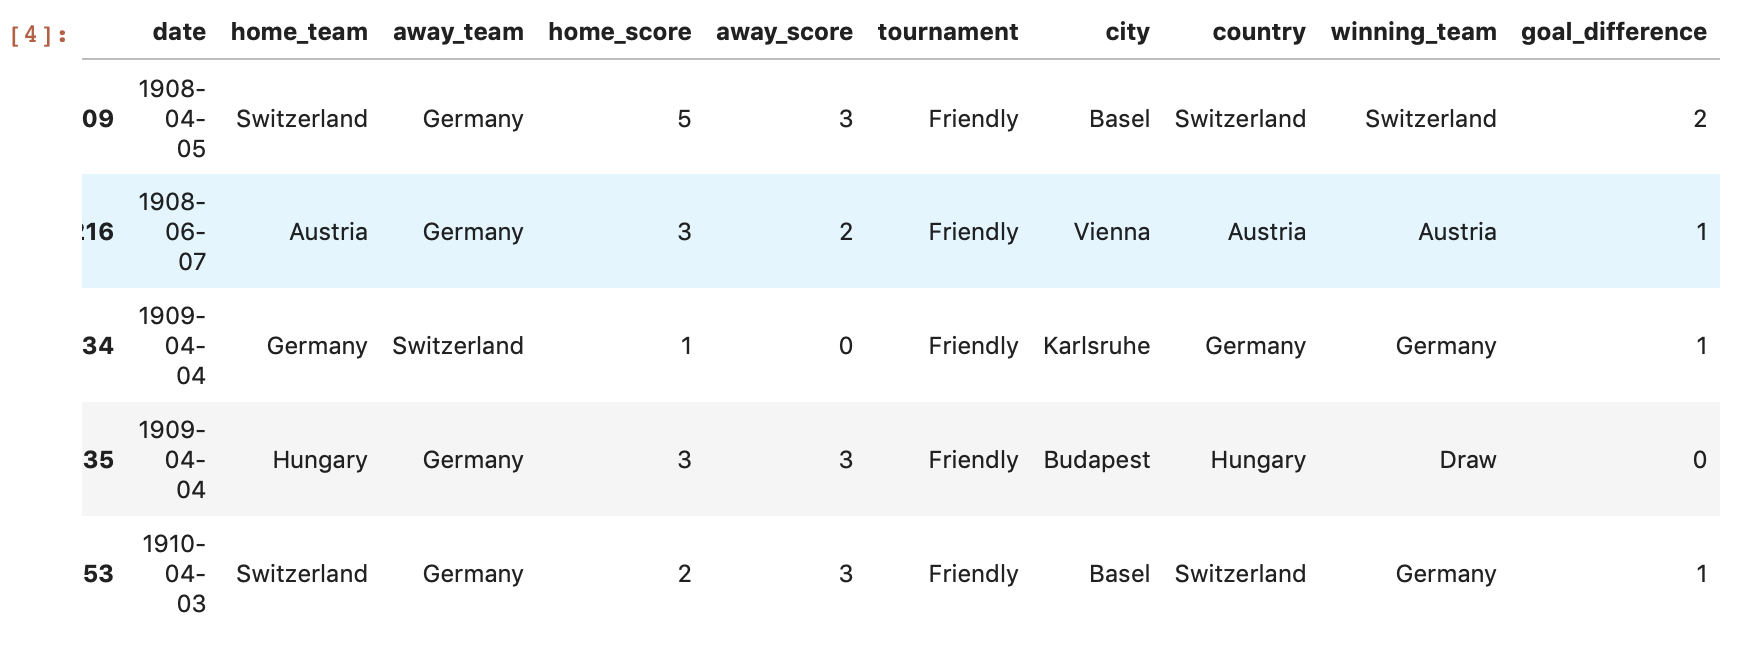 [4]: date home_team away_team home_score away_score tournament city country winning_team goal_difference
1908-
09 04- Switzerland Germany 5 3 Friendly Basel Switzerland Switzerland 2
05
1908-
16 06- Austria Germany 3 2 Friendly Vienna Austria Austria 1
07
1909-
34 04- Germany Switzerland 1 0 Friendly Karlsruhe Germany Germany 1
04
1909-
35 04- Hungary Germany 3 3 Friendly Budapest Hungary Draw 0
04
1910-
53 04- Switzerland Germany 2 3 Friendly Basel Switzerland Germany 1
03